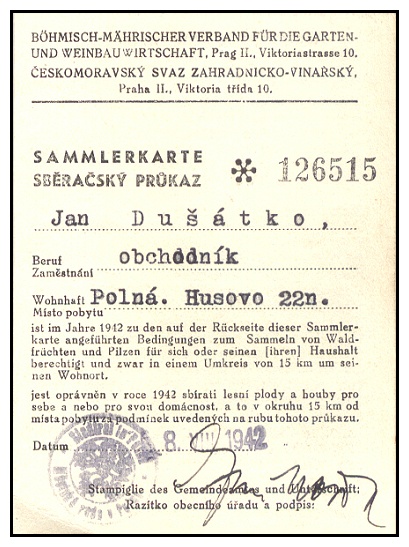 BÖHMISCH-MÄHRISCHER VERBAND FÜR DIE GARTEN-
UND WEINBAUWIRTSCHAFT, Prag II., Viktoriastrasse 10.
ČESKOMORAVSKÝ SVAZ ZAHRADNICKO-VINAŘSKÝ,
Praha II., Viktoria třída 10.
SAMMLERKARTE
SBĚRAČSKÝ PRŮKAZ
126515
Jan Dušátko,
Beruf
obchodník
Zaměstnání
Wohnhaft Polná. Husovo 22n.
Místo pobytu
ist im Jahre 1942 zu den auf der Rückseite dieser Sammler-
karte angeführten Bedingungen zum Sammeln von Wald-
früchten und Pilzen für sich oder seinen [ihren] Haushalt
berechtigt und zwar in einem Umkreis von 15 km um sei-
nen Wohnort.
jest oprávněn v roce 1942 sbírati lesní plody a houby pro
sebe a nebo pro svou domácnost, a to v okruhu 15 km od
místa pobytu za podmínek uvedených na rubu tohoto průkazu.
Datum 8. VIII 1942
Stampiglie des Gemeindeamtes und Unterschrift:
Razítko obecního úřadu a podpis: